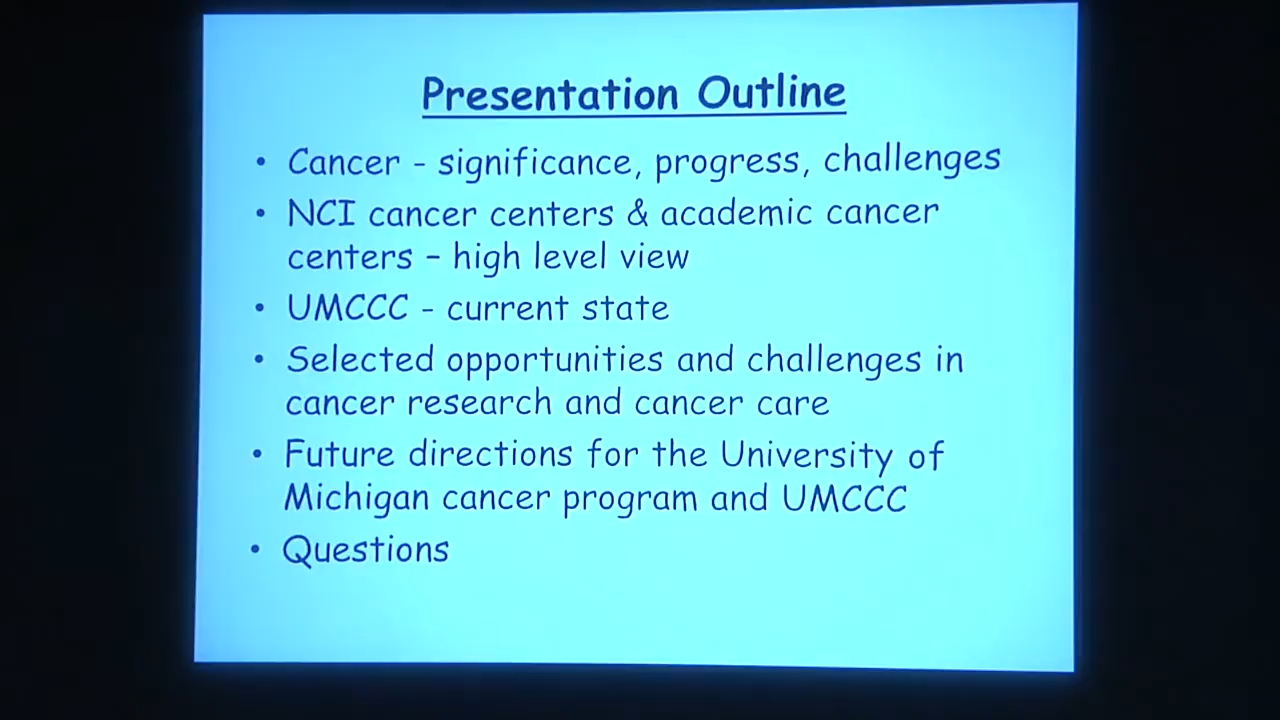 Presentation Outline
• Cancer - significance, progress, challenges
• NCI cancer centers & academic cancer
centers – high level view
• UMCCC - current state
• Selected opportunities and challenges in
cancer research and cancer care
• Future directions for the University of
Michigan cancer program and UMCCC
• Questions